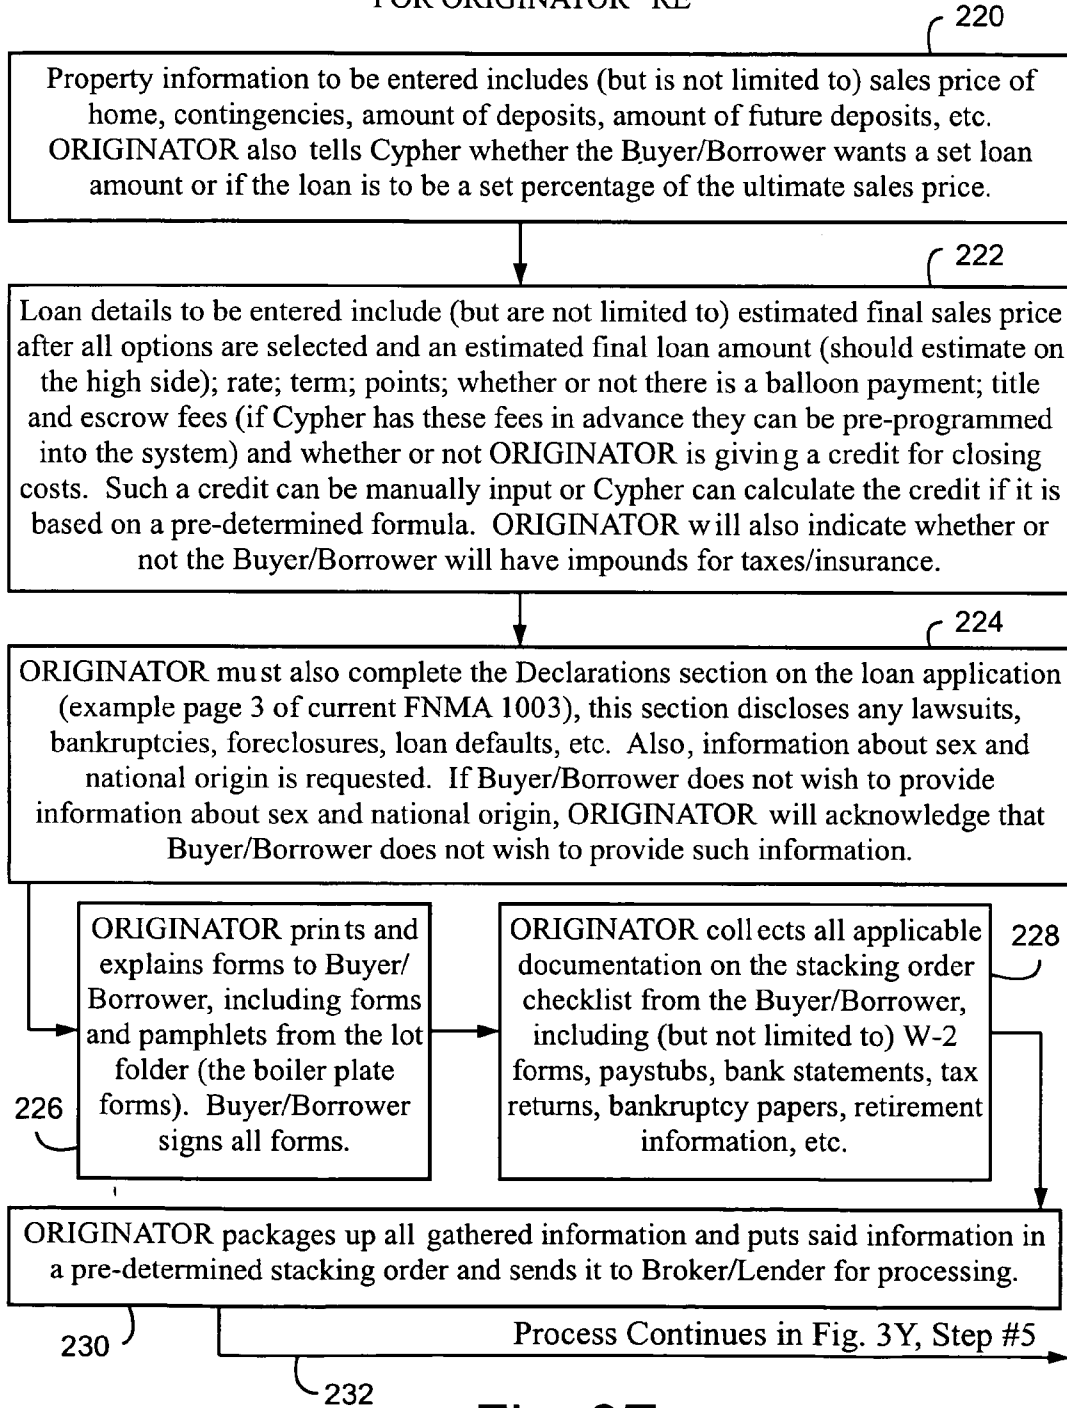 FOR ORIGINATOR RE
220
Property information to be entered includes (but is not limited to) sales price of
home, contingencies, amount of deposits, amount of future deposits, etc.
ORIGINATOR also tells Cypher whether the Buyer/Borrower wants a set loan
amount or if the loan is to be a set percentage of the ultimate sales price.
222
Loan details to be entered include (but are not limited to) estimated final sales price
after all options are selected and an estimated final loan amount (should estimate on
the high side); rate; term; points; whether or not there is a balloon payment; title
and escrow fees (if Cypher has these fees in advance they can be pre-programmed
into the system) and whether or not ORIGINATOR is giving a credit for closing
costs. Such a credit can be manually input or Cypher can calculate the credit if it is
based on a pre-determined formula. ORIGINATOR will also indicate whether or
not the Buyer/Borrower will have impounds for taxes/insurance.
224
ORIGINATOR must also complete the Declarations section on the loan application
(example page 3 of current FNMA 1003), this section discloses any lawsuits,
bankruptcies, foreclosures, loan defaults, etc. Also, information about sex and
national origin is requested. If Buyer/Borrower does not wish to provide
information about sex and national origin, ORIGINATOR will acknowledge that
Buyer/Borrower does not wish to provide such information.
ORIGINATOR prints and
explains forms to Buyer/
Borrower, including forms
and pamphlets from the lot
folder (the boiler plate
forms). Buyer/Borrower
signs all forms.
226
ORIGINATOR collects all applicable
documentation on the stacking order
checklist from the Buyer/Borrower,
including (but not limited to) W-2
forms, paystubs, bank statements, tax
returns, bankruptcy papers, retirement
information, etc.
228
ORIGINATOR packages up all gathered information and puts said information in
a pre-determined stacking order and sends it to Broker/Lender for processing.
230
Process Continues in Fig. 3Y, Step #5
232